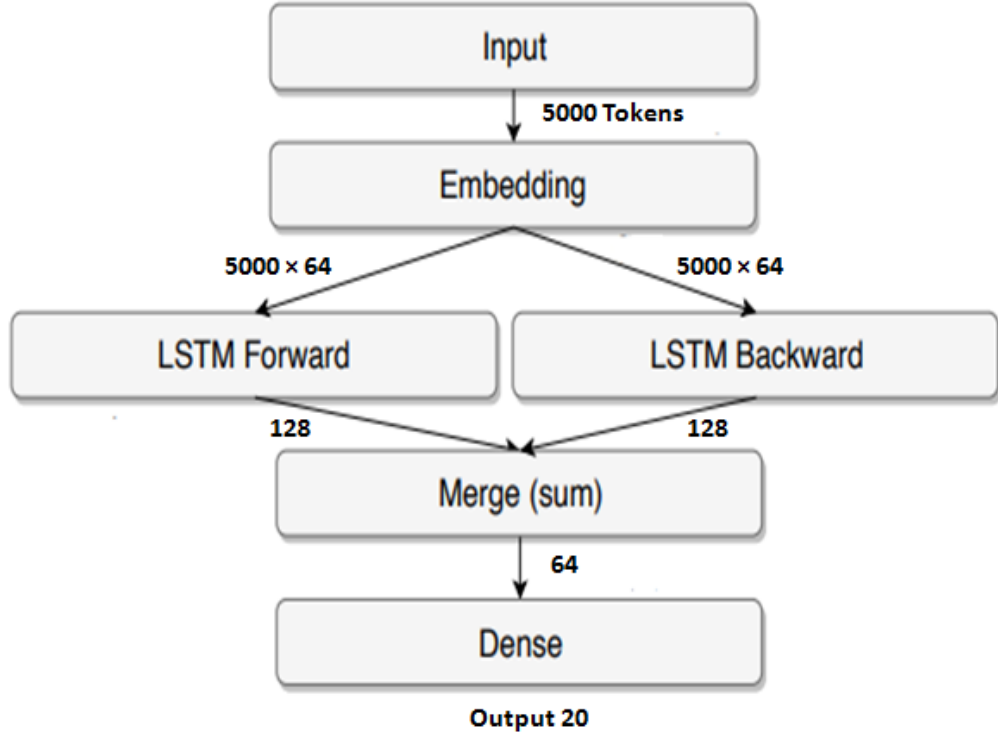 Input
5000 Tokens
Embedding
5000 × 64
5000 × 64
LSTM Forward
LSTM Backward
128
128
Merge (sum)
64
Dense
Output 20